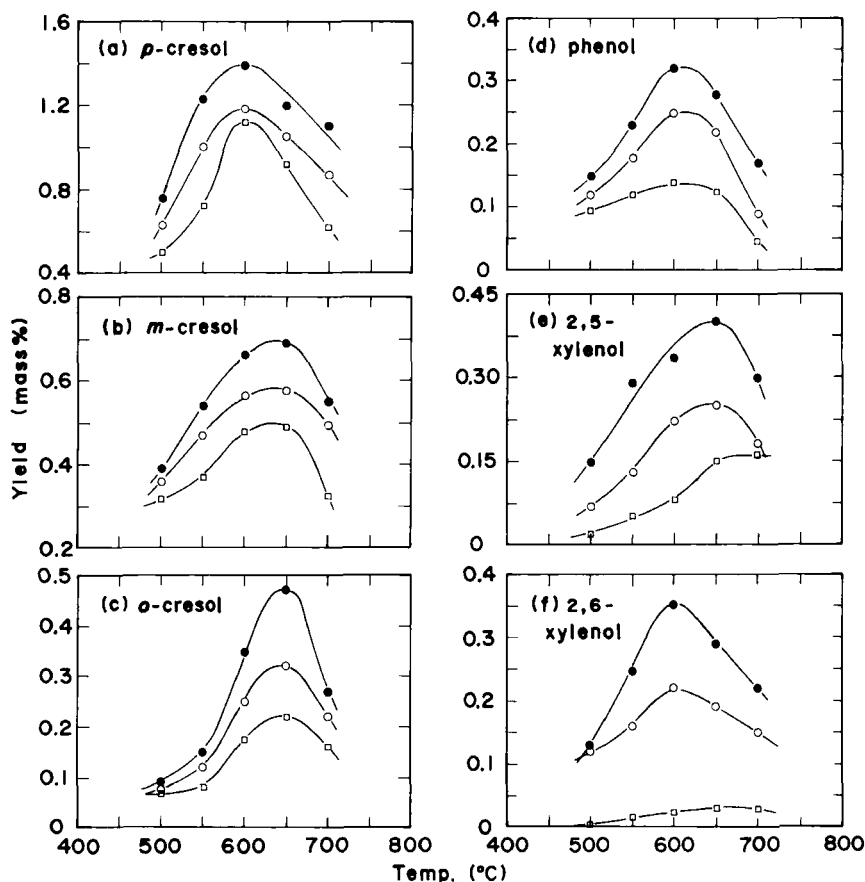 (a) p-cresol
1.6
1.2
0.8
0.4
(b) m-cresol
0.8
0.6
0.4
0.2
(c) o-cresol
0.5
0.4
0.3
0.2
0.1
0.0
400 500 600 700
Yield (mass%)
(d) phenol
0.4
0.3
0.2
0.1
0
(e) 2,5-
xylenol
0.45
0.30
0.15
0
(f) 2,6-
xylenol
0.4
0.3
0.2
0.1
0
400 500 600 700 800
Temp. (°C)